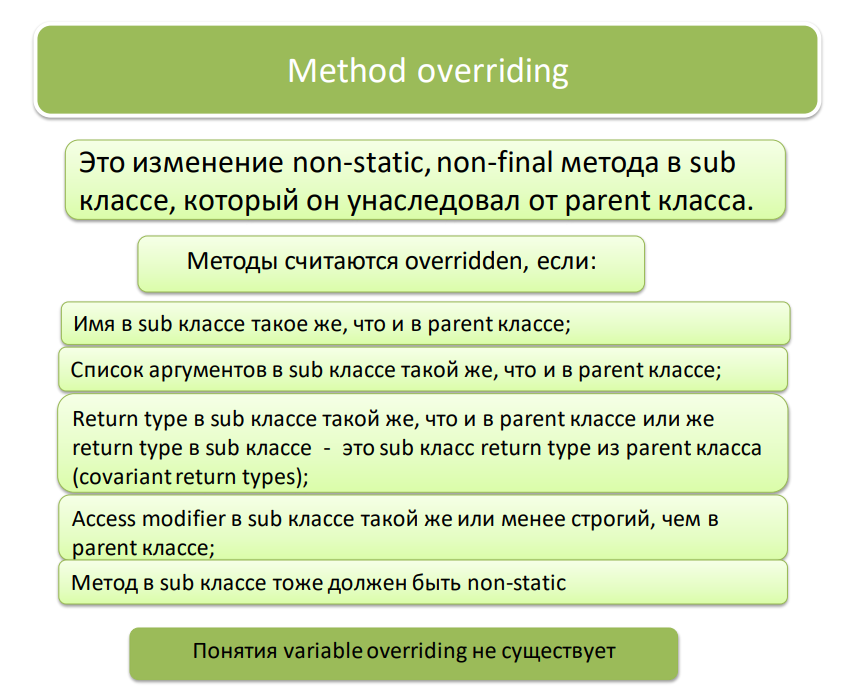 Method overriding
Это изменение non-static, non-final метода в sub
классе, который он унаследовал от parent класса.
Методы считаются overridden, если:
Имя в sub классе такое же, что и в parent классе;
Список аргументов в sub классе такой же, что и в parent классе;
Return type в sub классе такой же, что и в parent классе или же
return type в sub классе - это sub класс return type из parent класса
(covariant return types);
Access modifier в sub классе такой же или менее строгий, чем в
parent классе;
Метод в sub классе тоже должен быть non-static
Понятия variable overriding не существует